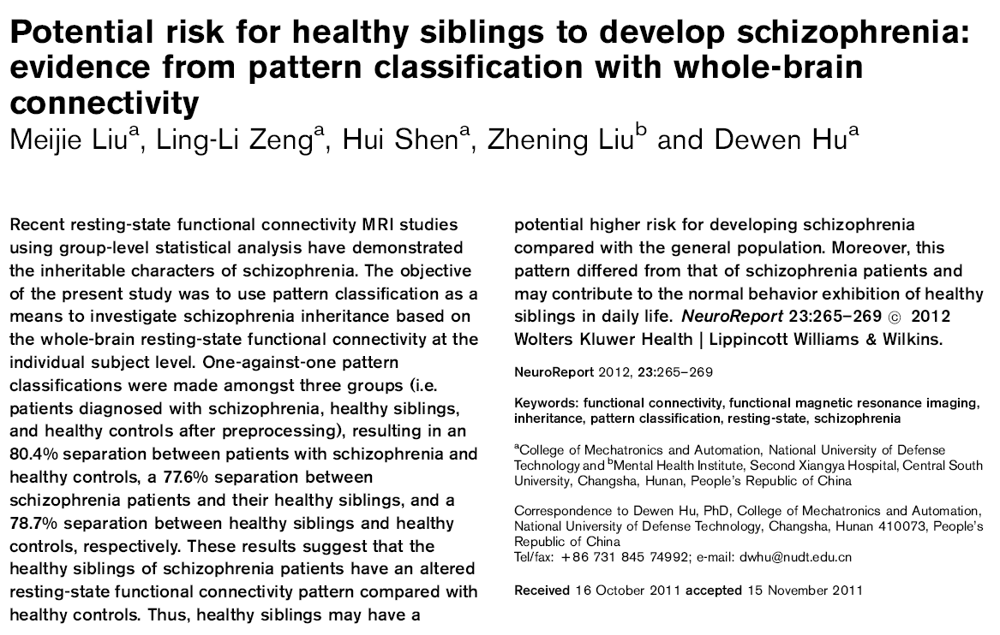 Potential risk for healthy siblings to develop schizophrenia:
evidence from pattern classification with whole-brain
connectivity
Meijie Liuᵃ, Ling-Li Zengᵃ, Hui Shenᵃ, Zhening Liuᵇ and Dewen Huᵃ
Recent resting-state functional connectivity MRI studies
using group-level statistical analysis have demonstrated
the inheritable characters of schizophrenia. The objective
of the present study was to use pattern classification as a
means to investigate schizophrenia inheritance based on
the whole-brain resting-state functional connectivity at the
individual subject level. One-against-one pattern
classifications were made amongst three groups (i.e.
patients diagnosed with schizophrenia, healthy siblings,
and healthy controls after preprocessing), resulting in an
80.4% separation between patients with schizophrenia and
healthy controls, a 77.6% separation between
schizophrenia patients and their healthy siblings, and a
78.7% separation between healthy siblings and healthy
controls, respectively. These results suggest that the
healthy siblings of schizophrenia patients have an altered
resting-state functional connectivity pattern compared with
healthy controls. Thus, healthy siblings may have a
potential higher risk for developing schizophrenia
compared with the general population. Moreover, this
pattern differed from that of schizophrenia patients and
may contribute to the normal behavior exhibition of healthy
siblings in daily life. NeuroReport 23:265–269 © 2012
Wolters Kluwer Health | Lippincott Williams & Wilkins.
NeuroReport 2012, 23:265–269
Keywords: functional connectivity, functional magnetic resonance imaging,
inheritance, pattern classification, resting-state, schizophrenia
ᵃCollege of Mechatronics and Automation, National University of Defense
Technology and ᵇMental Health Institute, Second Xiangya Hospital, Central South
University, Changsha, Hunan, People's Republic of China
Correspondence to Dewen Hu, PhD, College of Mechatronics and Automation,
National University of Defense Technology, Changsha, Hunan 410073, People's
Republic of China
Tel/fax: +86 731 845 74992; e-mail: dwhu@nudt.edu.cn
Received 16 October 2011 accepted 15 November 2011